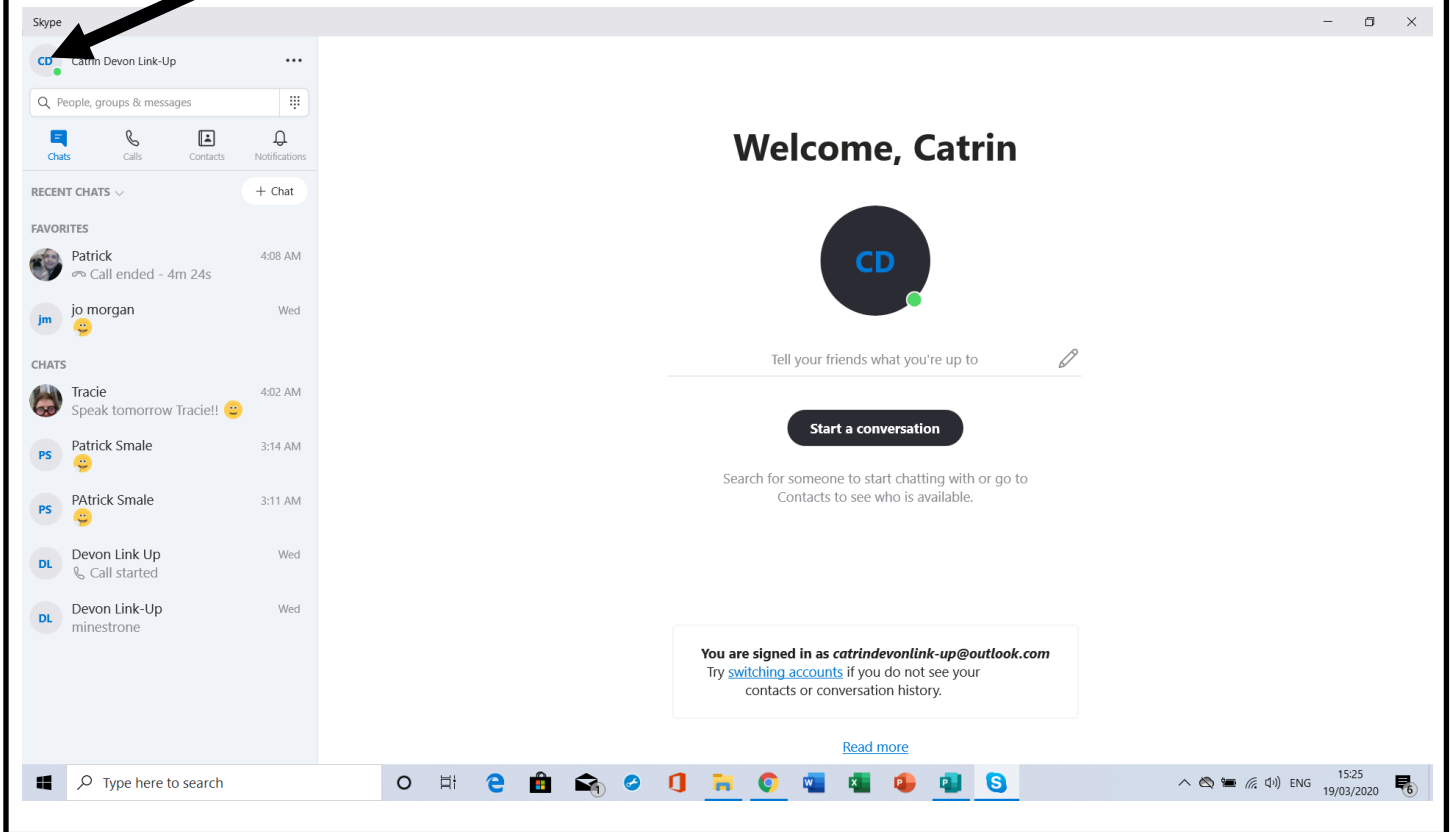 Skype
CD Catrin Devon Link-Up
People, groups & messages
Chats Calls Contacts Notifications
RECENT CHATS + Chat
FAVORITES
Patrick 4:08 AM
Call ended - 4m 24s
jm jo morgan Wed
CHATS
Tracie 4:02 AM
Speak tomorrow Tracie!!
PS Patrick Smale 3:14 AM
PS PAtrick Smale 3:11 AM
DL Devon Link Up Wed
Call started
DL Devon Link-Up Wed
minestrone
Welcome, Catrin
CD
Tell your friends what you're up to
Start a conversation
Search for someone to start chatting with or go to
Contacts to see who is available.
You are signed in as catrindevonlink-up@outlook.com
Try switching accounts if you do not see your
contacts or conversation history.
Read more
Type here to search
1
W
X
P
P
S
ENG
15:25
19/03/2020
6